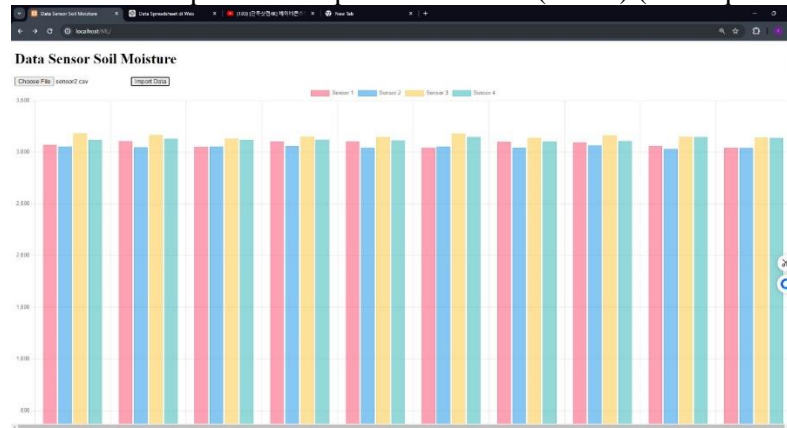 Data Sensor Soil Moisture
Data Spreadsheet di Web
New Tab
localhost/ML/
Data Sensor Soil Moisture
Choose File sensor2.csv
Import Data
Sensor 1 Sensor 2 Sensor 3 Sensor 4
3,500
3,000
2,500
2,000
1,500
1,000
500